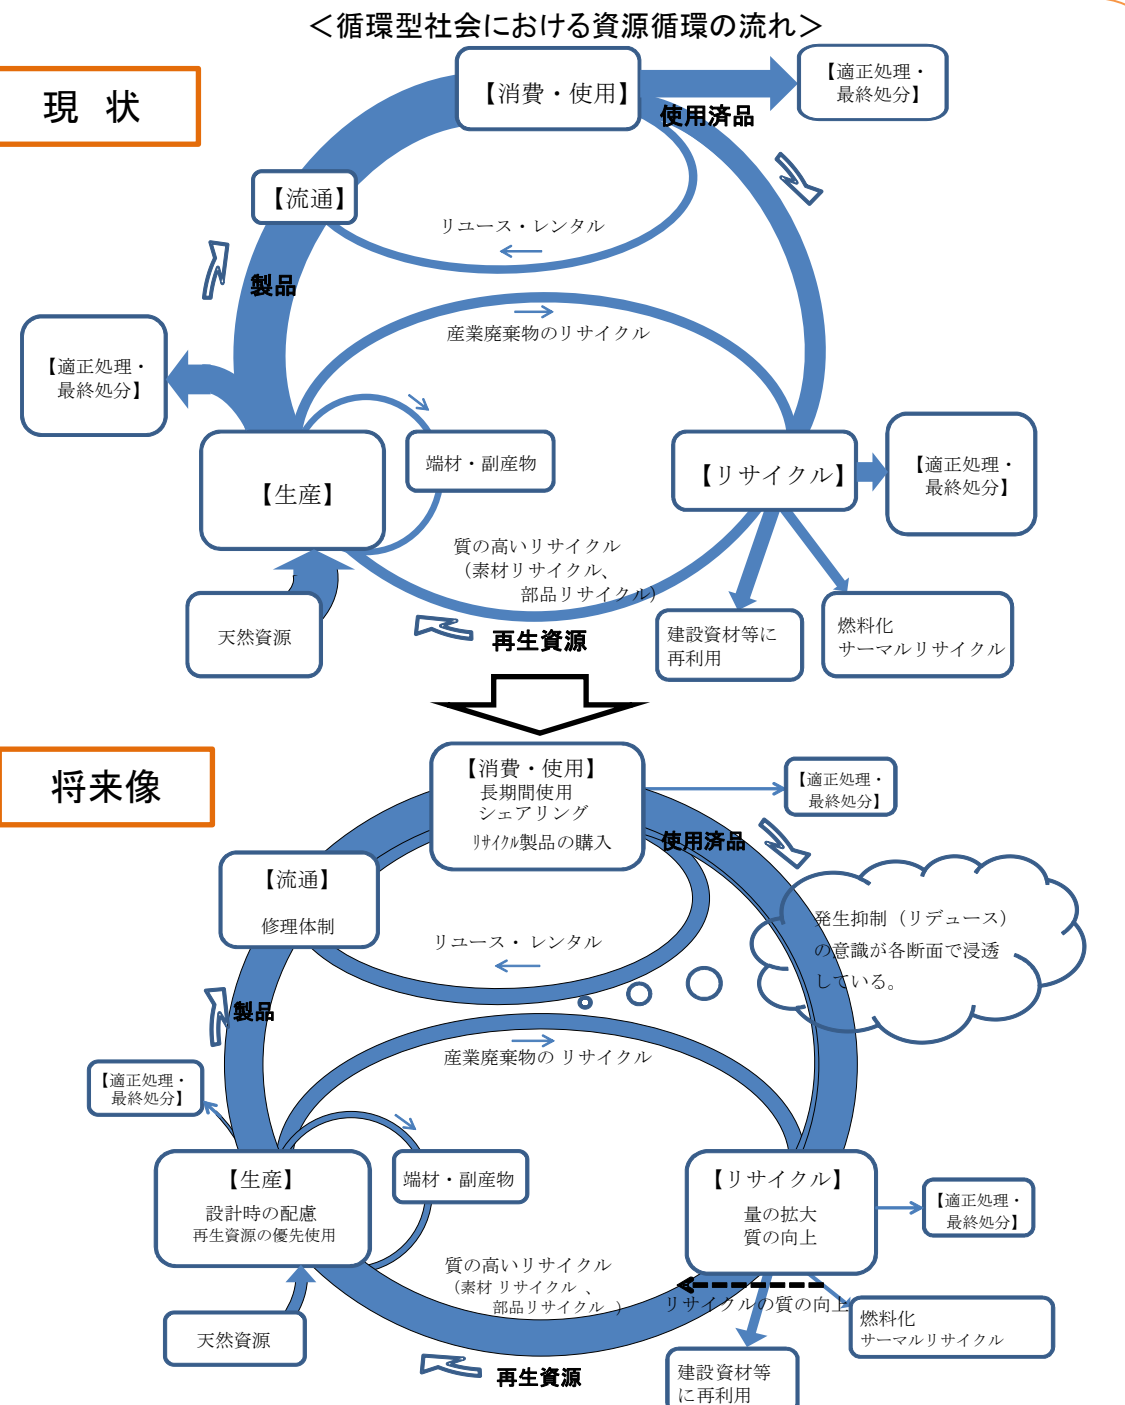 ＜循環型社会における資源循環の流れ＞
現　状
【消費・使用】
【適正処理・
最終処分】
使用済品
【流通】
リユース・レンタル
製品
産業廃棄物のリサイクル
【適正処理・
最終処分】
端材・副産物
【生産】
【リサイクル】
【適正処理・
最終処分】
質の高いリサイクル
（素材リサイクル、
部品リサイクル）
天然資源
再生資源
建設資材等に
再利用
燃料化
サーマルリサイクル
将来像
【消費・使用】
長期間使用
シェアリング
ﾘｻｲｸﾙ製品の購入
【適正処理・
最終処分】
使用済品
【流通】
修理体制
発生抑制（リデュース）
の意識が各断面で浸透
している。
リユース・レンタル
製品
産業廃棄物のリサイクル
【適正処理・
最終処分】
【生産】
設計時の配慮
再生資源の優先使用
端材・副産物
【リサイクル】
量の拡大
質の向上
【適正処理・
最終処分】
質の高いリサイクル
（素材リサイクル、
部品リサイクル）
リサイクルの質の向上
天然資源
燃料化
サーマルリサイクル
再生資源
建設資材等
に再利用